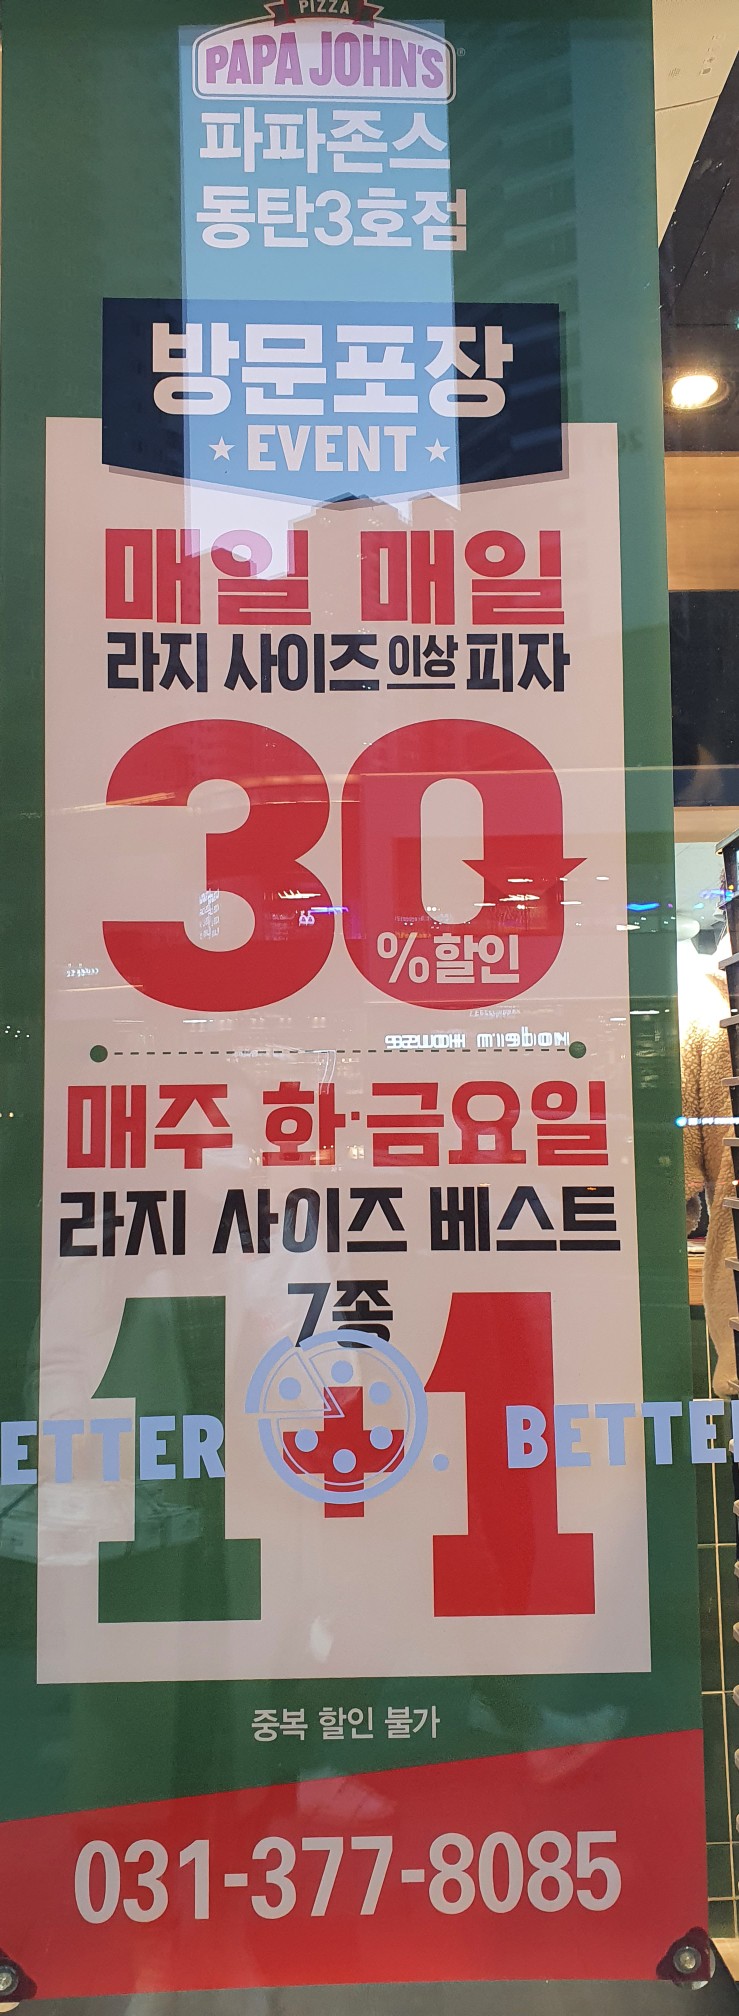 PIZZA
PAPA JOHN'S
파파존스
동탄3호점
방문포장
EVENT
매일 매일
라지 사이즈 이상 피자
30
%할인
매주 화·금요일
라지 사이즈 베스트
7종
1+1
ETTER . BETTE
중복 할인 불가
031-377-8085